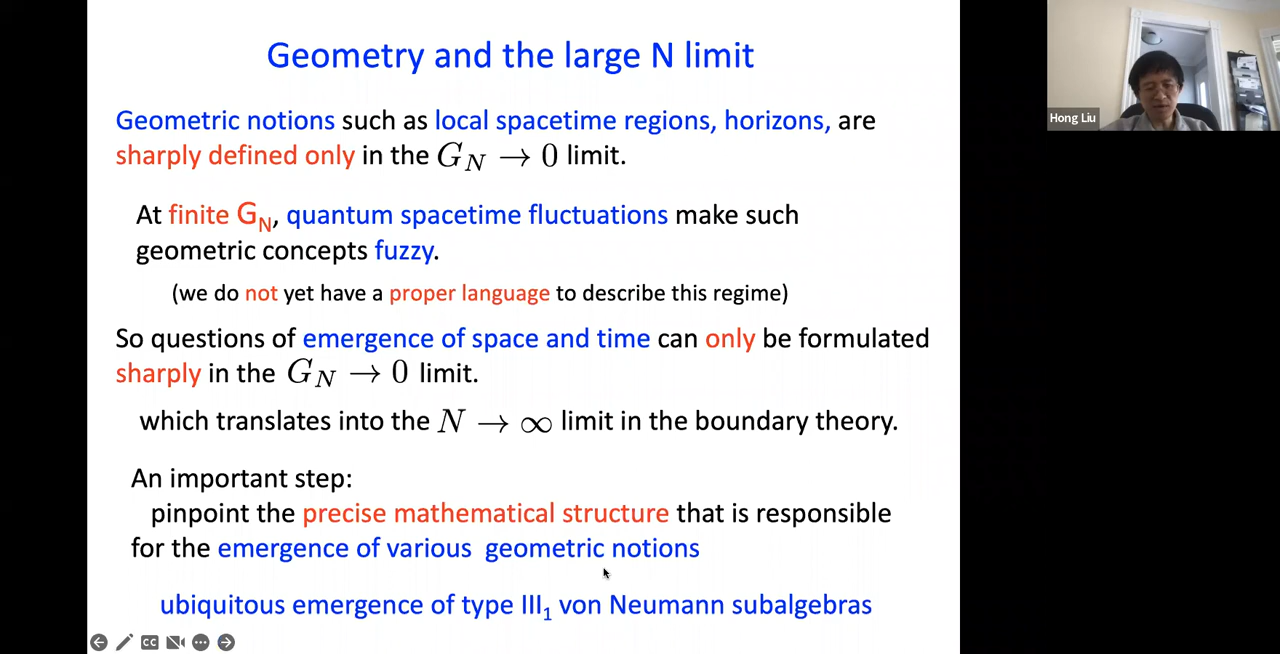 Geometry and the large N limit
Hong Liu
Geometric notions such as local spacetime regions, horizons, are
sharply defined only in the G_N → 0 limit.
At finite G_N, quantum spacetime fluctuations make such
geometric concepts fuzzy.
(we do not yet have a proper language to describe this regime)
So questions of emergence of space and time can only be formulated
sharply in the G_N → 0 limit.
which translates into the N → ∞ limit in the boundary theory.
An important step:
pinpoint the precise mathematical structure that is responsible
for the emergence of various geometric notions
ubiquitous emergence of type III₁ von Neumann subalgebras
CC